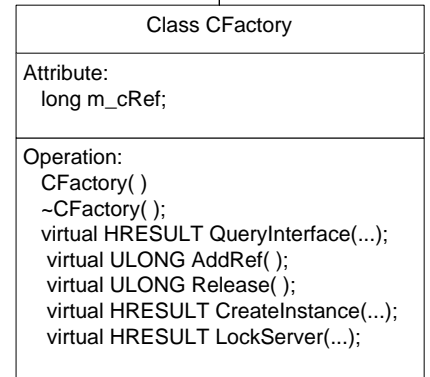 Class CFactory
Attribute:
long m_cRef;
Operation:
CFactory( )
~CFactory( );
virtual HRESULT QueryInterface(...);
virtual ULONG AddRef( );
virtual ULONG Release( );
virtual HRESULT CreateInstance(...);
virtual HRESULT LockServer(...);